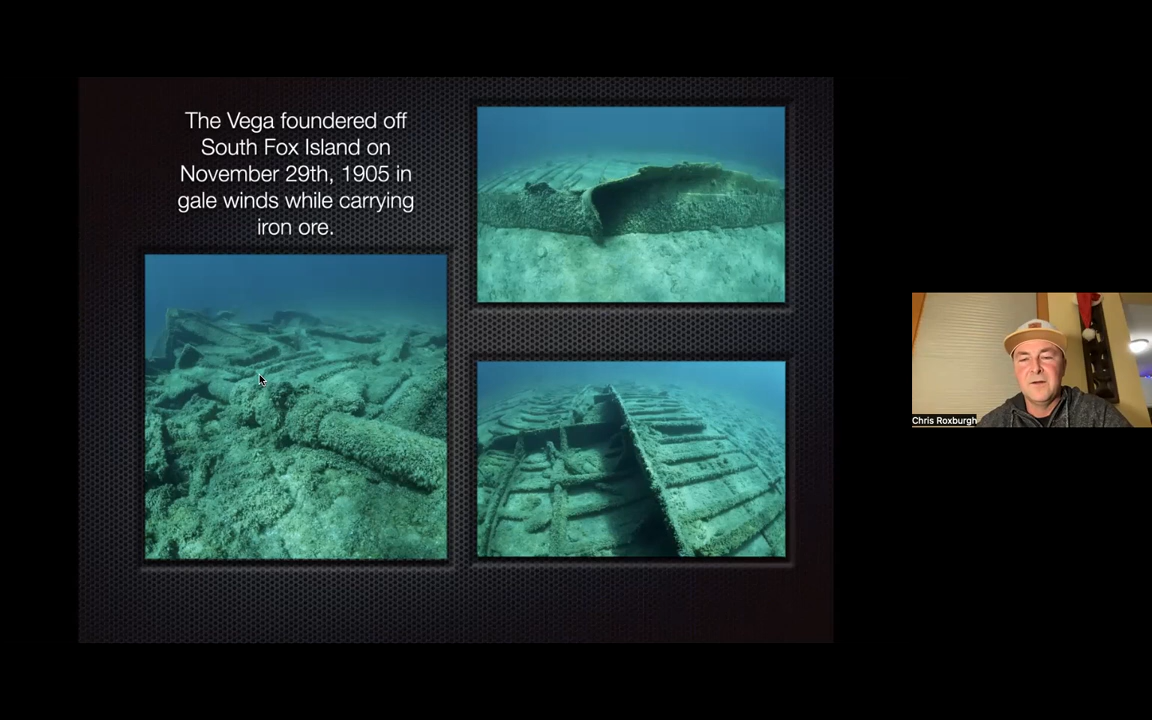 The Vega foundered off
South Fox Island on
November 29th, 1905 in
gale winds while carrying
iron ore.
Chris Roxburgh